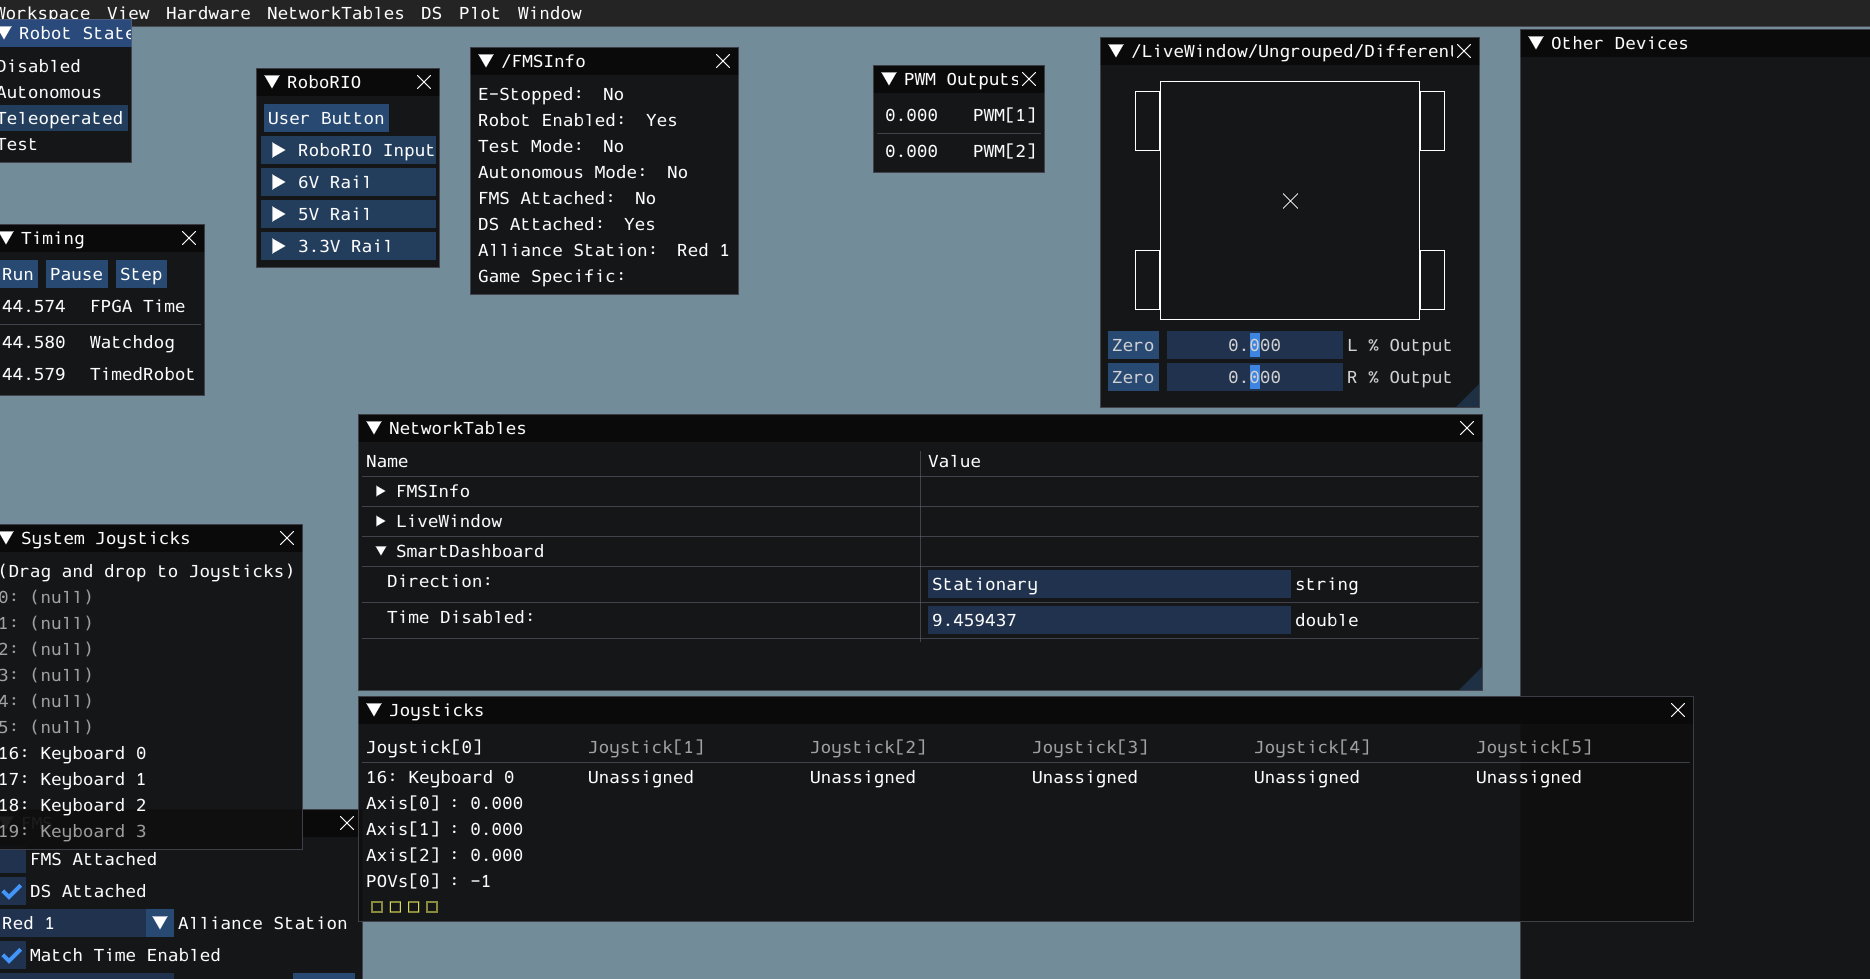 Workspace View Hardware NetworkTables DS Plot Window
Robot State
Disabled
Autonomous
Teleoperated
Test
RoboRIO
User Button
RoboRIO Input
6V Rail
5V Rail
3.3V Rail
/FMSInfo
E-Stopped: No
Robot Enabled: Yes
Test Mode: No
Autonomous Mode: No
FMS Attached: No
DS Attached: Yes
Alliance Station: Red 1
Game Specific:
PWM Outputs
0.000 PWM[1]
0.000 PWM[2]
/LiveWindow/Ungrouped/Different
Zero 0.000 L % Output
Zero 0.000 R % Output
Other Devices
Timing
Run Pause Step
44.574 FPGA Time
44.580 Watchdog
44.579 TimedRobot
NetworkTables
Name Value
FMSInfo
LiveWindow
SmartDashboard
Direction: Stationary string
Time Disabled: 9.459437 double
System Joysticks
(Drag and drop to Joysticks)
0: (null)
1: (null)
2: (null)
3: (null)
4: (null)
5: (null)
16: Keyboard 0
17: Keyboard 1
18: Keyboard 2
19: Keyboard 3
Joysticks
Joystick[0] Joystick[1] Joystick[2] Joystick[3] Joystick[4] Joystick[5]
16: Keyboard 0 Unassigned Unassigned Unassigned Unassigned Unassigned
Axis[0] : 0.000
Axis[1] : 0.000
Axis[2] : 0.000
POVs[0] : -1
FMS
FMS Attached
DS Attached
Red 1 Alliance Station
Match Time Enabled